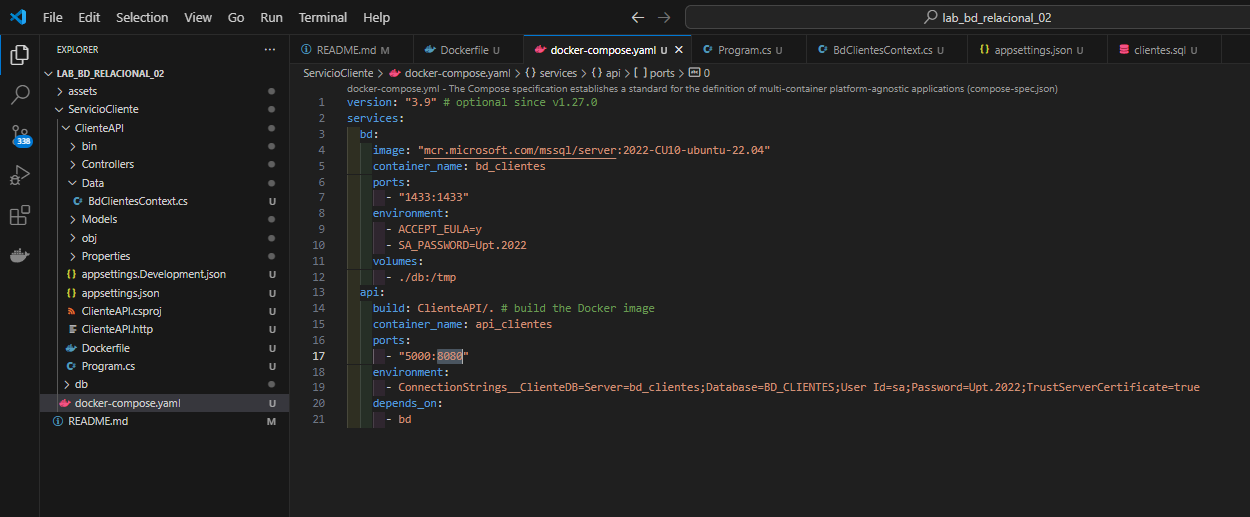 File Edit Selection View Go Run Terminal Help
lab_bd_relacional_02
EXPLORER
README.md M
Dockerfile U
docker-compose.yaml U
Program.cs U
BdClientesContext.cs U
appsettings.json U
clientes.sql U
ServicioCliente > docker-compose.yaml > { } services > { } api > [ ] ports > abc 0
LAB_BD_RELACIONAL_02
assets
ServicioCliente
ClienteAPI
bin
Controllers
Data
BdClientesContext.cs U
Models
obj
Properties
appsettings.Development.json U
appsettings.json U
ClienteAPI.csproj U
ClienteAPI.http U
Dockerfile U
Program.cs U
db
docker-compose.yaml U
README.md M
338
docker-compose.yml - The Compose specification establishes a standard for the definition of multi-container platform-agnostic applications (compose-spec.json)
1 version: "3.9" # optional since v1.27.0
2 services:
3 bd:
4 image: "mcr.microsoft.com/mssql/server:2022-CU10-ubuntu-22.04"
5 container_name: bd_clientes
6 ports:
7 - "1433:1433"
8 environment:
9 - ACCEPT_EULA=y
10 - SA_PASSWORD=Upt.2022
11 volumes:
12 - ./db:/tmp
13 api:
14 build: ClienteAPI/. # build the Docker image
15 container_name: api_clientes
16 ports:
17 - "5000:8080"
18 environment:
19 - ConnectionStrings__ClienteDB=Server=bd_clientes;Database=BD_CLIENTES;User Id=sa;Password=Upt.2022;TrustServerCertificate=true
20 depends_on:
21 - bd